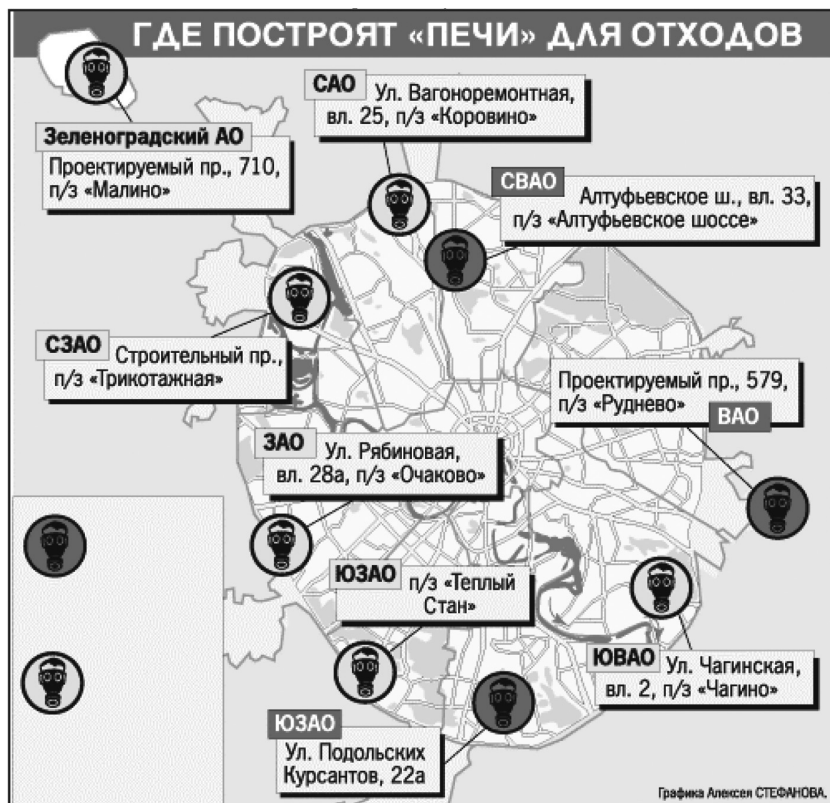 ГДЕ ПОСТРОЯТ «ПЕЧИ» ДЛЯ ОТХОДОВ
Зеленоградский АО
Проектируемый пр., 710,
п/з «Малино»
САО Ул. Вагоноремонтная,
вл. 25, п/з «Коровино»
СВАО
Алтуфьевское ш., вл. 33,
п/з «Алтуфьевское шоссе»
СЗАО Строительный пр.,
п/з «Трикотажная»
Проектируемый пр., 579,
п/з «Руднево»
ВАО
ЗАО Ул. Рябиновая,
вл. 28а, п/з «Очаково»
ЮЗАО п/з «Теплый
Стан»
ЮВАО Ул. Чагинская,
вл. 2, п/з «Чагино»
ЮЗАО
Ул. Подольских
Курсантов, 22а
Графика Алексея СТЕФАНОВА.